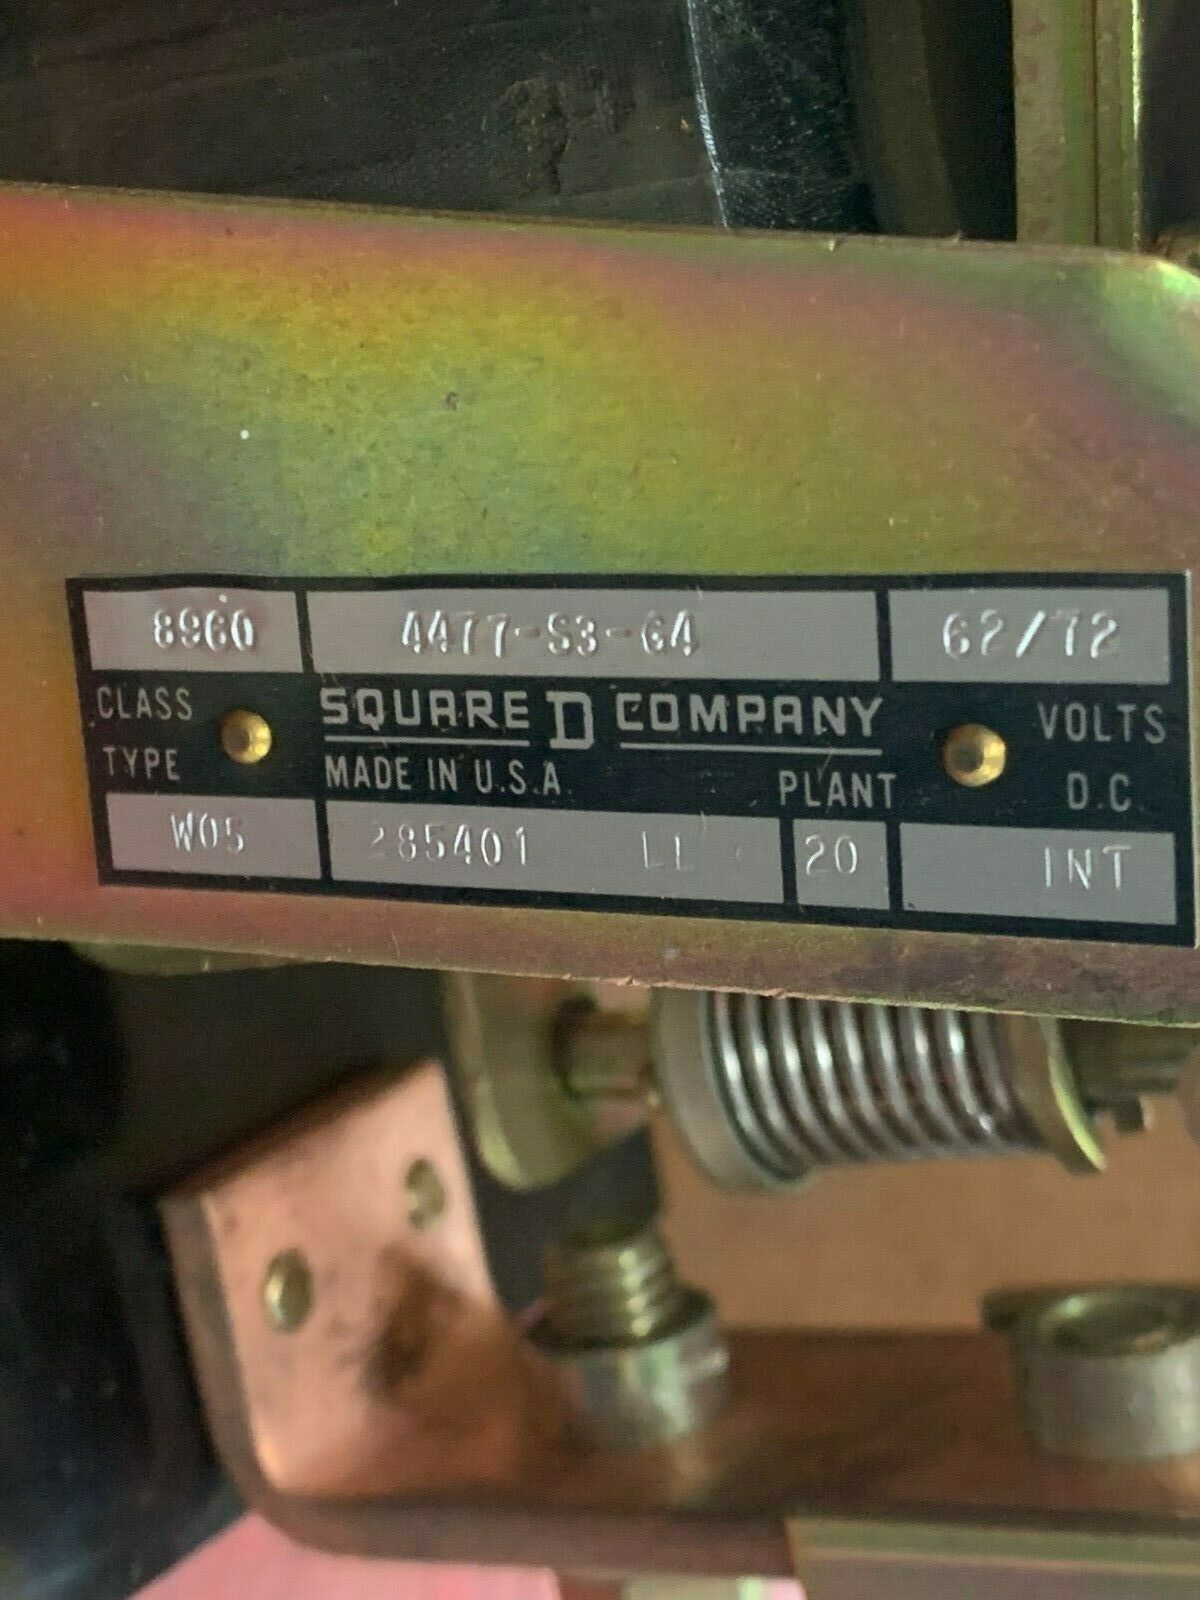 8960 4477-S3-G4 62/72
CLASS SQUARE D COMPANY VOLTS
TYPE MADE IN U.S.A. PLANT D.C.
W05 285401 LL 20 INT